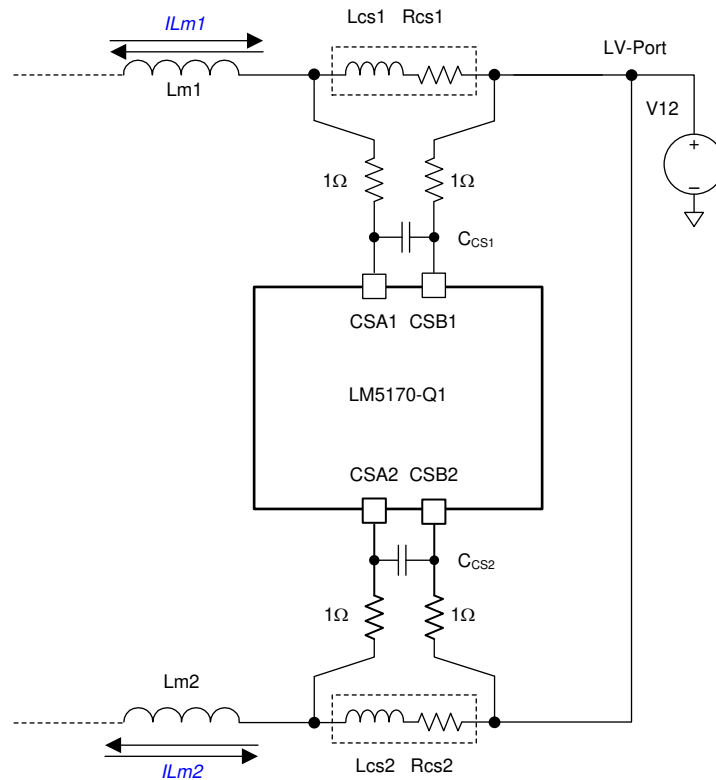 ILm1
Lcs1 Rcs1
LV-Port
Lm1
V12
+
−
1Ω
1Ω
CCS1
CSA1 CSB1
LM5170-Q1
CSA2 CSB2
CCS2
1Ω
1Ω
Lm2
ILm2
Lcs2 Rcs2